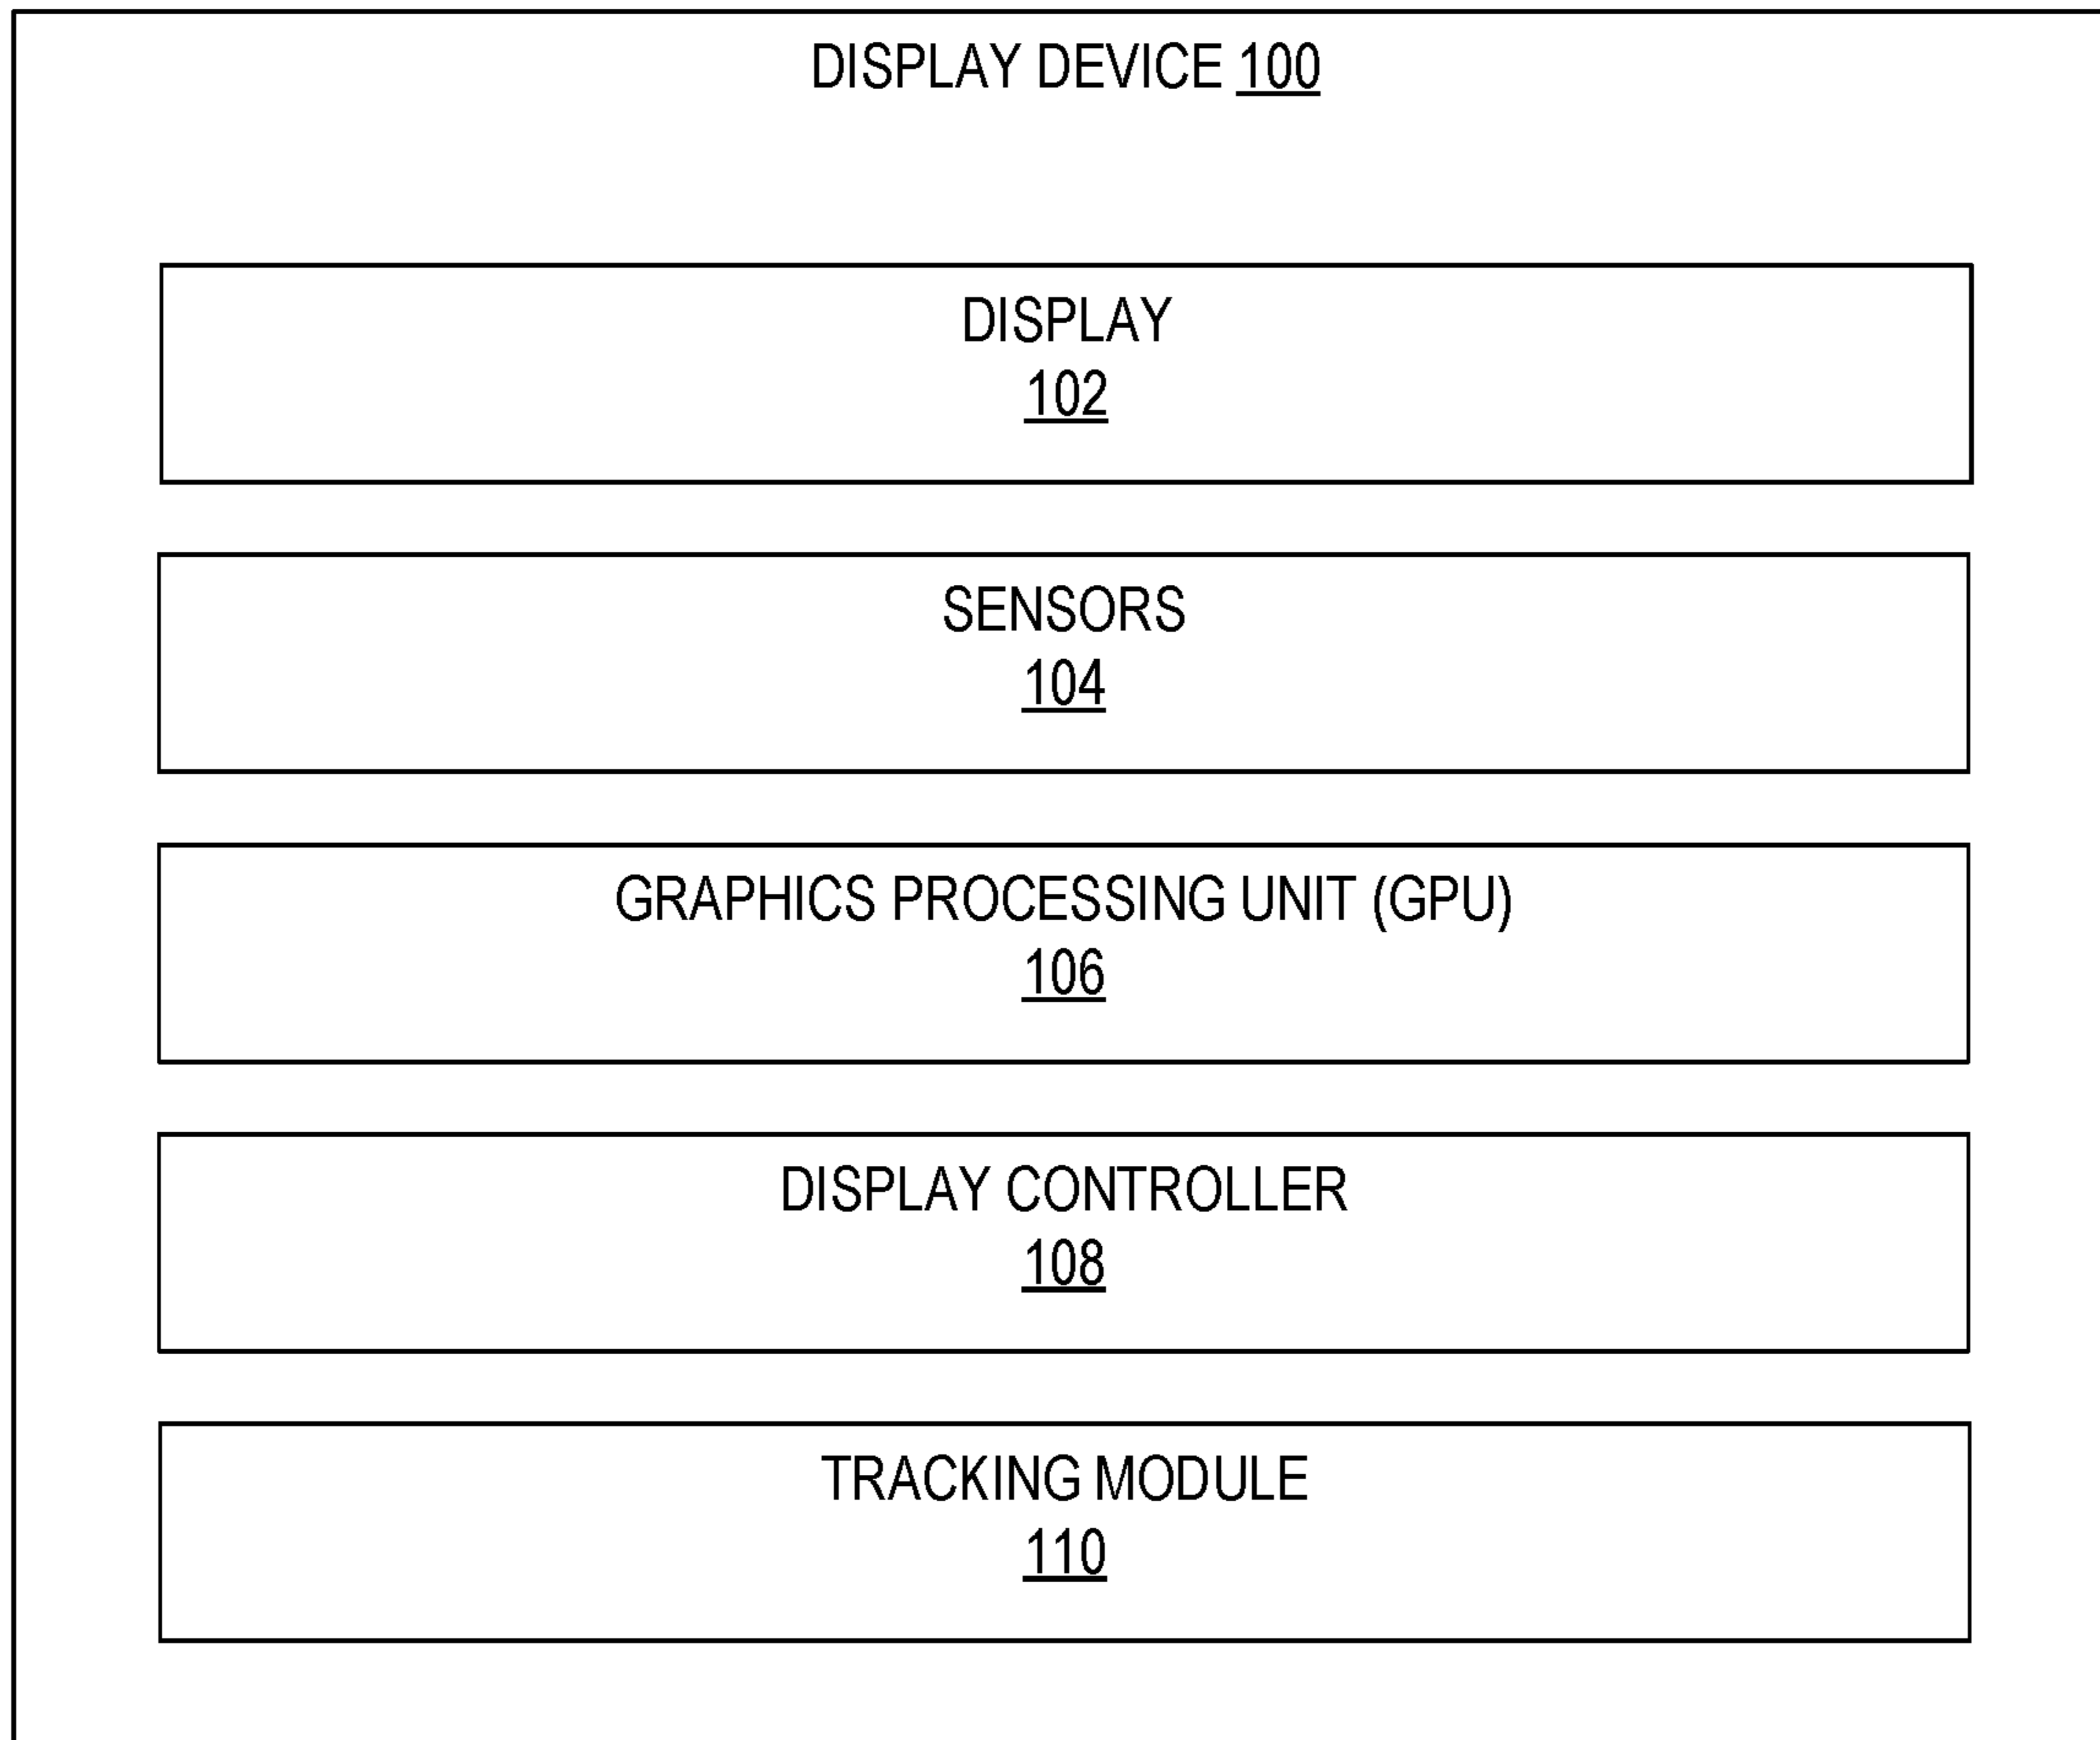 DISPLAY DEVICE 100
DISPLAY
102
SENSORS
104
GRAPHICS PROCESSING UNIT (GPU)
106
DISPLAY CONTROLLER
108
TRACKING MODULE
110